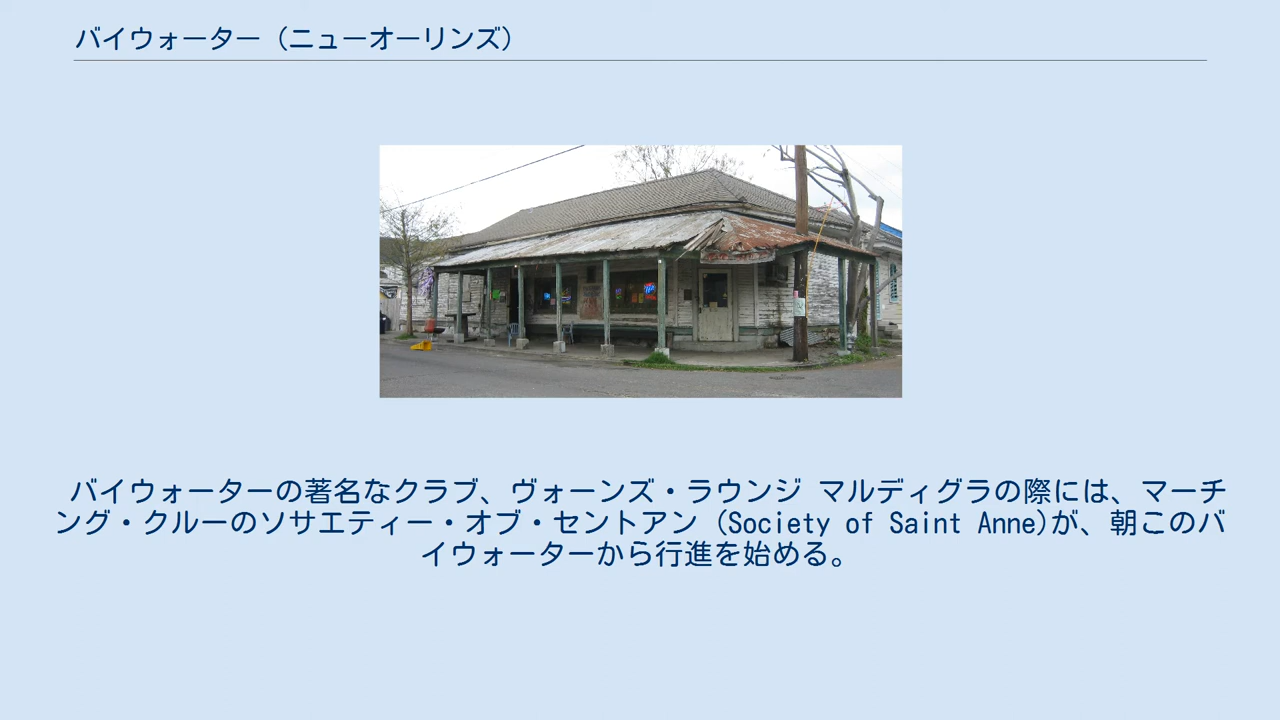 バイウォーター（ニューオーリンズ）
バイウォーターの著名なクラブ、ヴォーンズ・ラウンジ マルディグラの際には、マーチ
ング・クルーのソサエティー・オブ・セントアン (Society of Saint Anne)が、朝このバ
イウォーターから行進を始める。